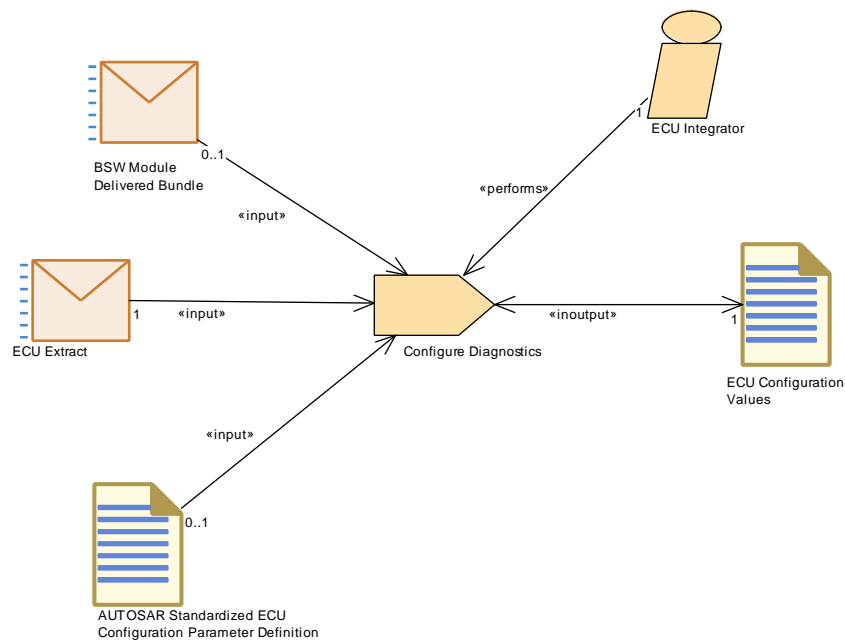 1
ECU Integrator
BSW Module
Delivered Bundle
0..1
«performs»
«input»
ECU Extract
1
«input»
Configure Diagnostics
«inoutput»
1
ECU Configuration
Values
«input»
0..1
AUTOSAR Standardized ECU
Configuration Parameter Definition